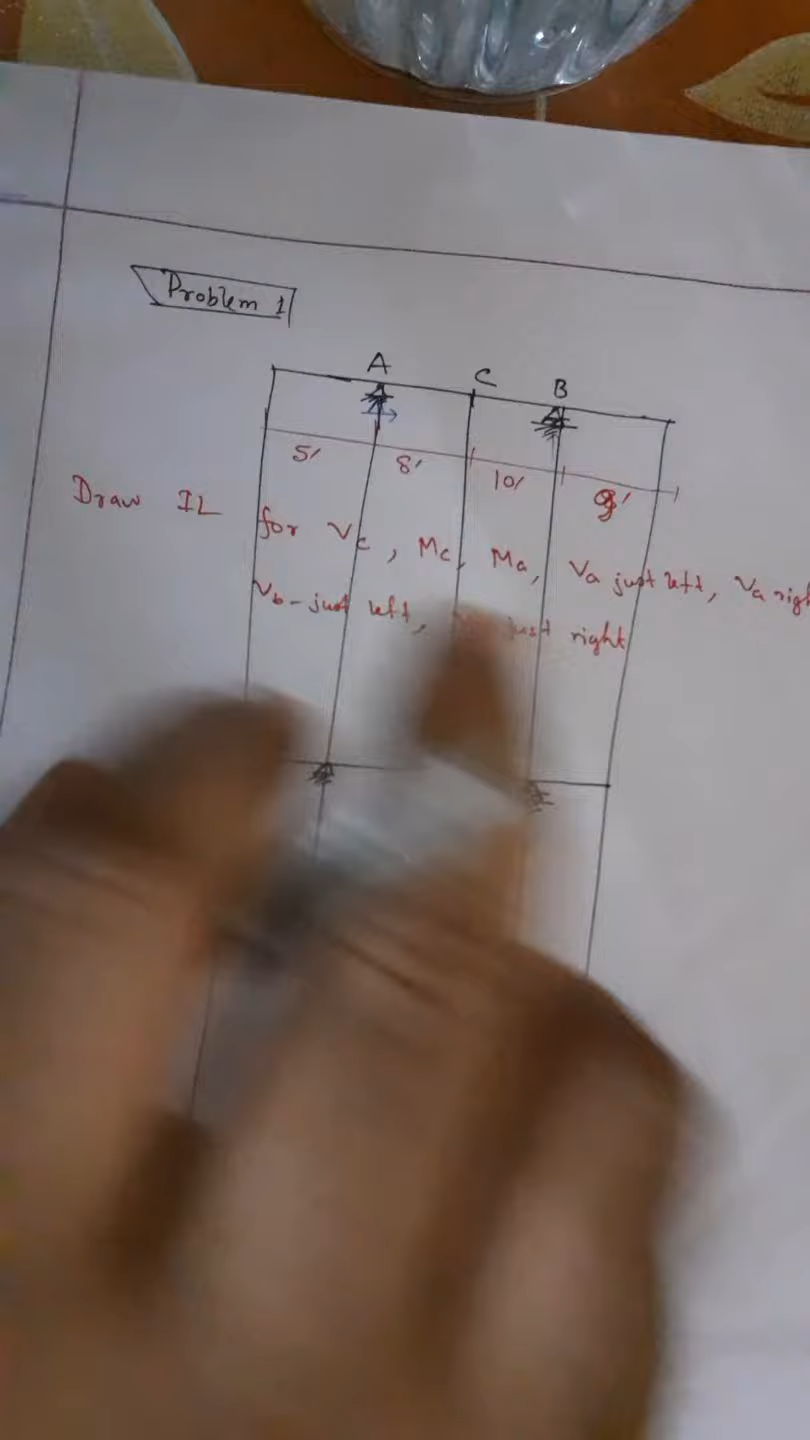 Problem 1
A C B
5' 8' 10'
Draw IL for Vc, Mc, Ma, Va just left, Va
Vb - just left, just right